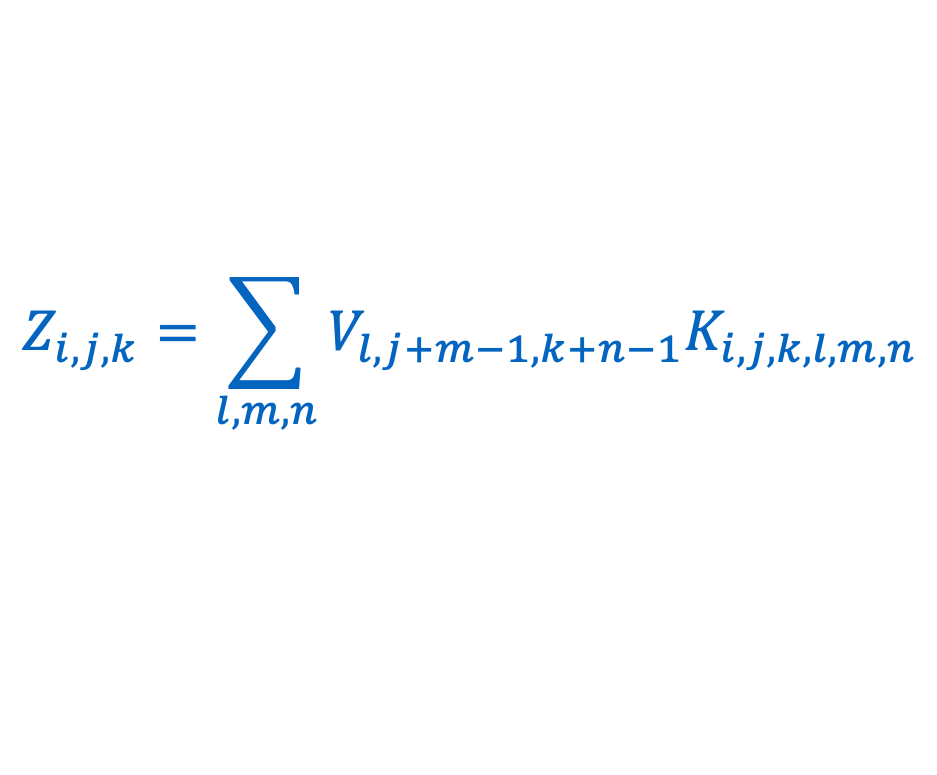 Z_{i,j,k} = \sum_{l,m,n} V_{l,j+m-1,k+n-1} K_{i,j,k,l,m,n}